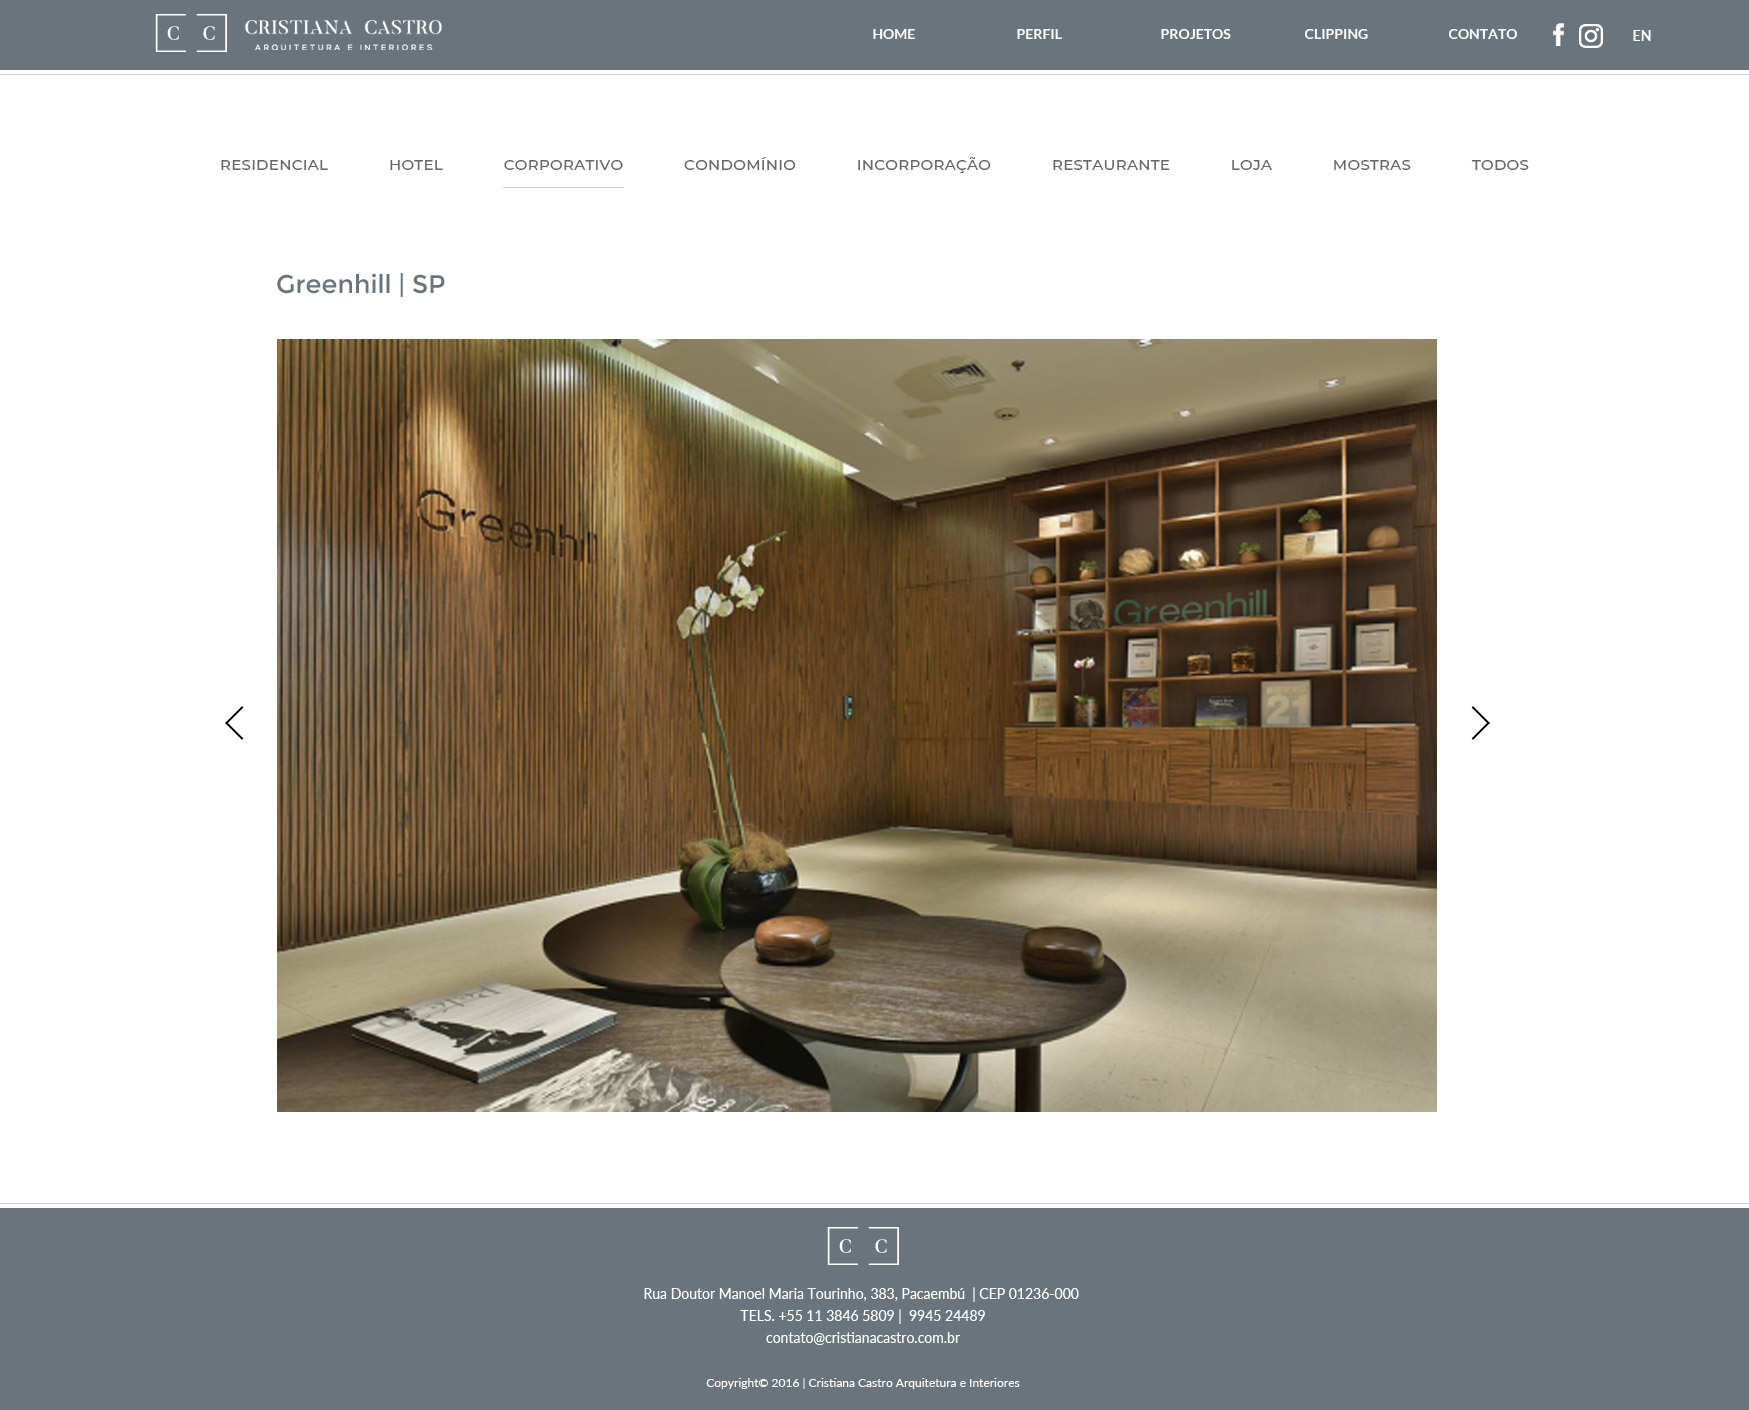 C C CRISTIANA CASTRO
ARQUITETURA E INTERIORES
HOME PERFIL PROJETOS CLIPPING CONTATO f EN
RESIDENCIAL HOTEL CORPORATIVO CONDOMÍNIO INCORPORAÇÃO RESTAURANTE LOJA MOSTRAS TODOS
Greenhill | SP
Greenhill
Greenhill
21
C C
Rua Doutor Manoel Maria Tourinho, 383, Pacaembú | CEP 01236-000
TELS. +55 11 3846 5809 | 9945 24489
contato@cristianacastro.com.br
Copyright© 2016 | Cristiana Castro Arquitetura e Interiores